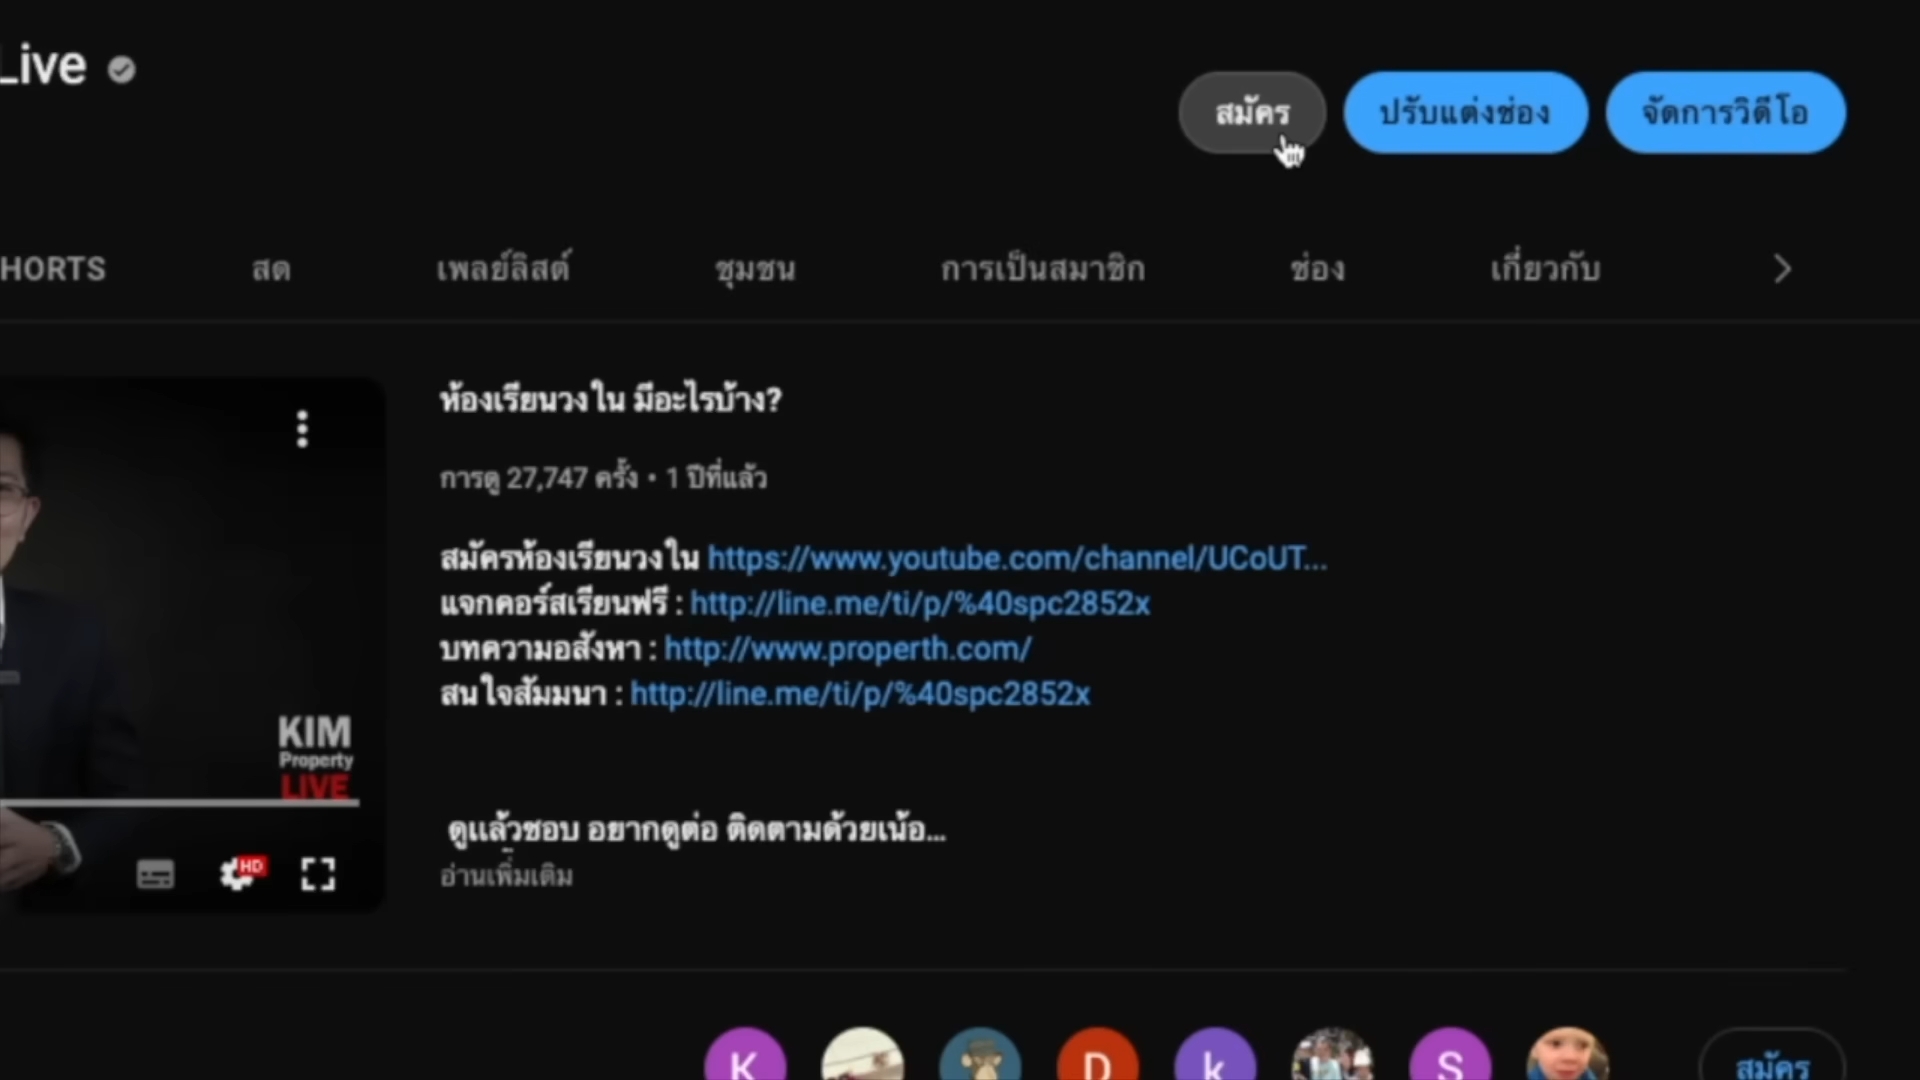 Live
สมัคร
ปรับแต่งช่อง
จัดการวิดีโอ
HORTS
สด
เพลย์ลิสต์
ชุมชน
การเป็นสมาชิก
ช่อง
เกี่ยวกับ
ห้องเรียนวงใน มีอะไรบ้าง?
การดู 27,747 ครั้ง • 1 ปีที่แล้ว
สมัครห้องเรียนวงใน https://www.youtube.com/channel/UCoUT...
แจกคอร์สเรียนฟรี : http://line.me/ti/p/%40spc2852x
บทความอสังหา : http://www.properth.com/
สนใจสัมมนา : http://line.me/ti/p/%40spc2852x
KIM
Property
LIVE
ดูแล้วชอบ อยากดูต่อ ติดตามด้วยเน้อ...
อ่านเพิ่มเติม
HD
K
D
k
S
สมัคร